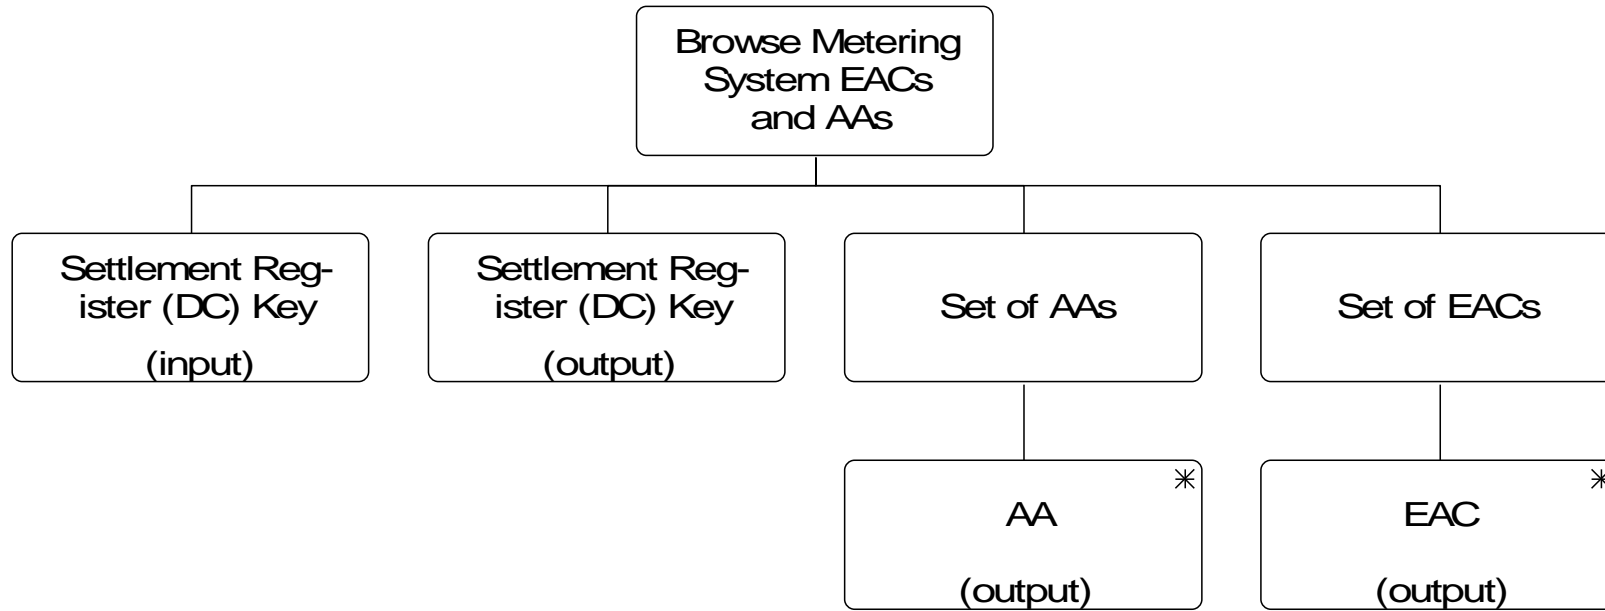 Browse Metering
System EACs
and AAs
Settlement Reg-
ister (DC) Key
(input)
Settlement Reg-
ister (DC) Key
(output)
Set of AAs
Set of EACs
*
AA
(output)
*
EAC
(output)